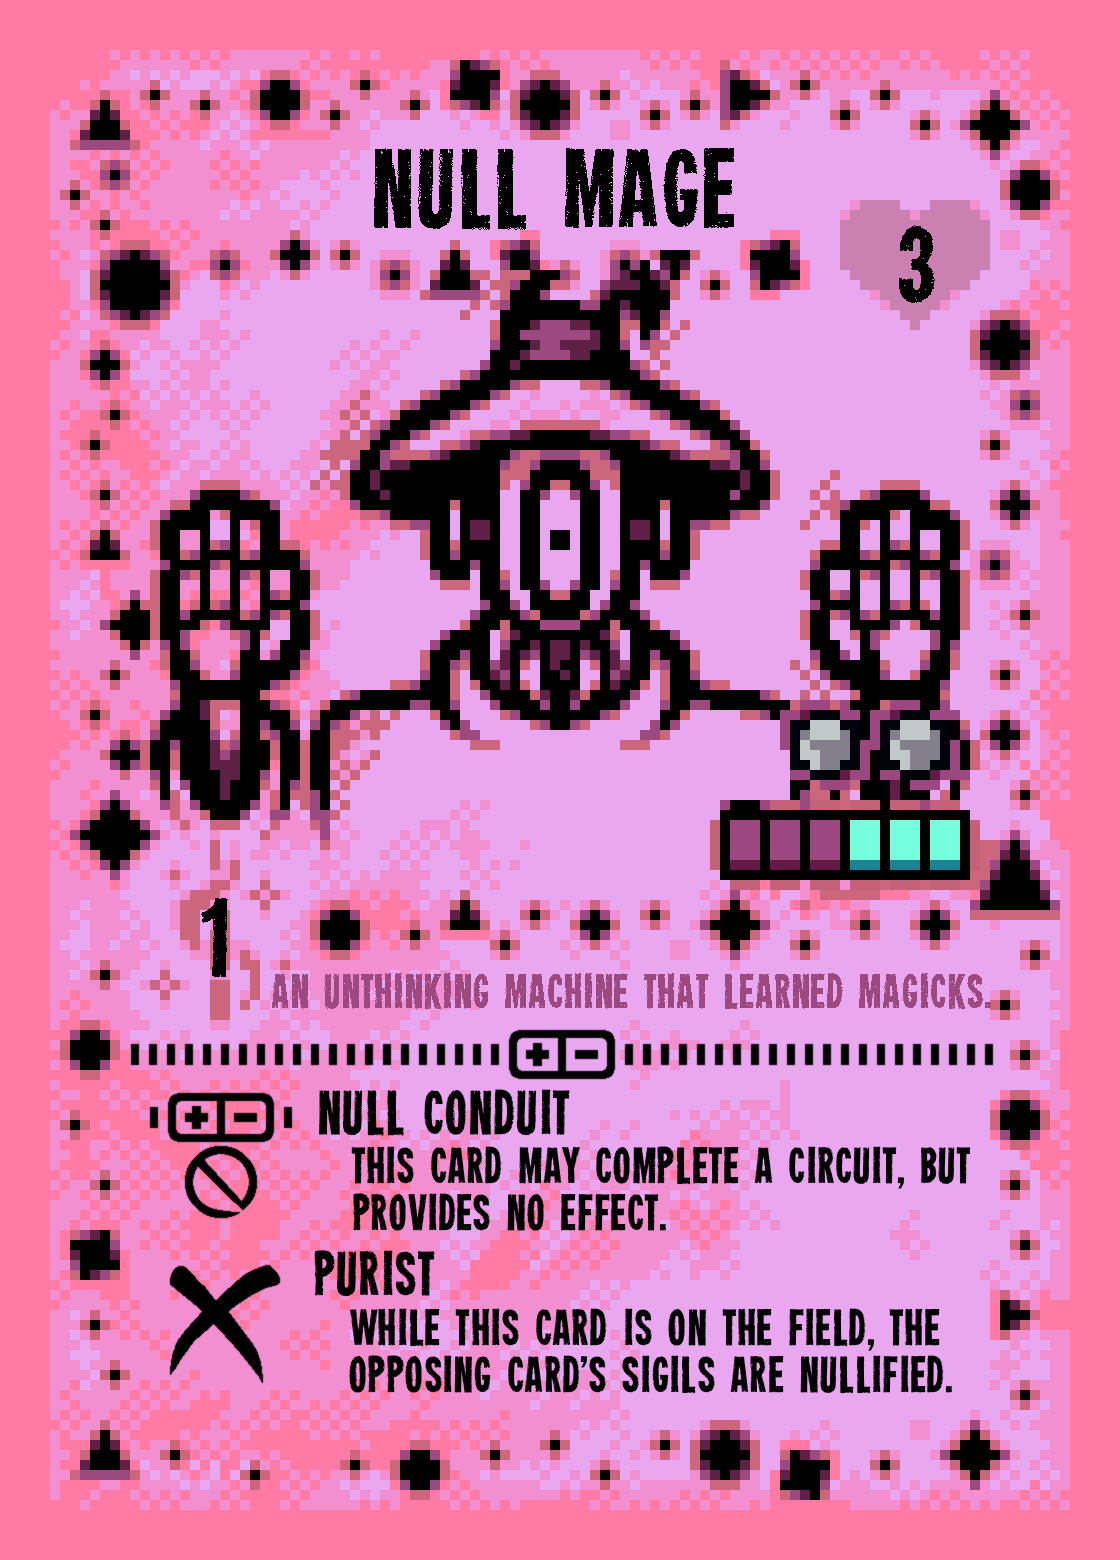 NULL MAGE
3
1
AN UNTHINKING MACHINE THAT LEARNED MAGICKS.
NULL CONDUIT
THIS CARD MAY COMPLETE A CIRCUIT, BUT
PROVIDES NO EFFECT.
PURIST
WHILE THIS CARD IS ON THE FIELD, THE
OPPOSING CARD'S SIGILS ARE NULLIFIED.